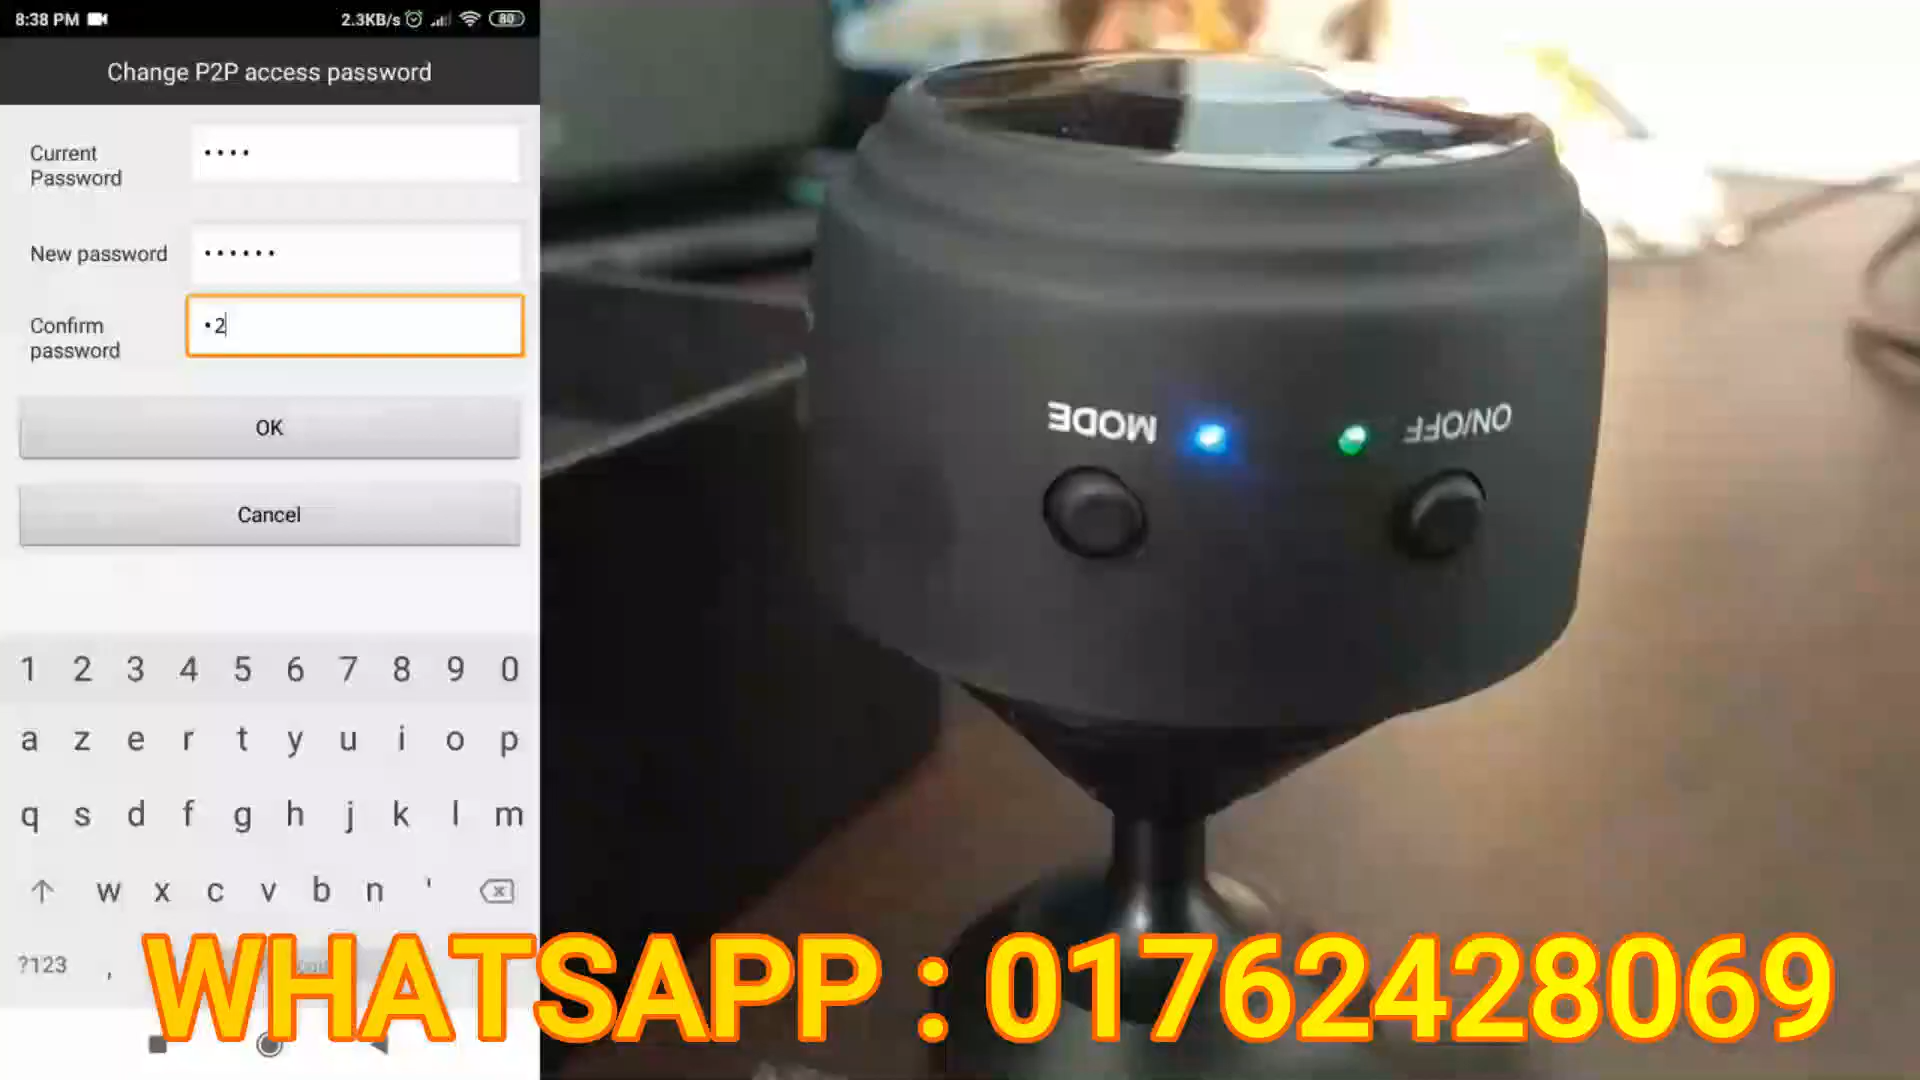 8:38 PM
2.3KB/s
80
Change P2P access password
Current
Password
••••
New password
••••••
Confirm
password
•2
OK
Cancel
1 2 3 4 5 6 7 8 9 0
a z e r t y u i o p
q s d f g h j k l m
w x c v b n '
?123 ,
MODE
ON/OFF
WHATSAPP : 01762428069